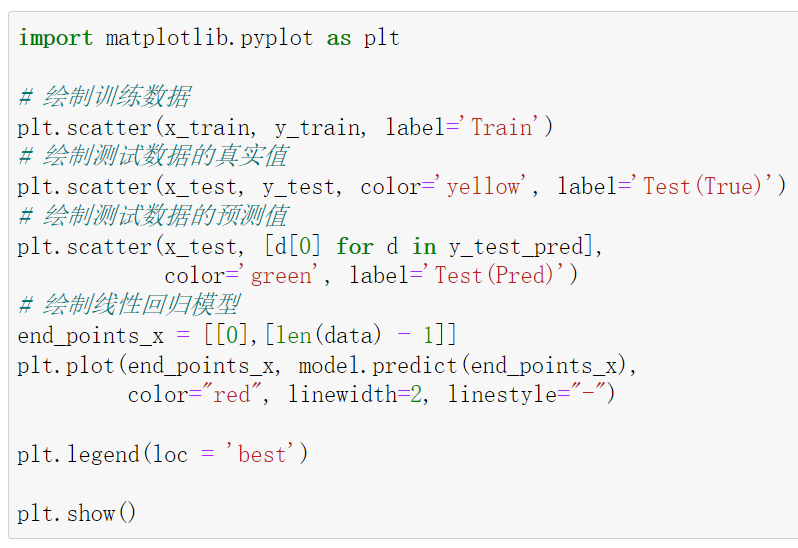 import matplotlib.pyplot as plt

# 绘制训练数据
plt.scatter(x_train, y_train, label='Train')
# 绘制测试数据的真实值
plt.scatter(x_test, y_test, color='yellow', label='Test(True)')
# 绘制测试数据的预测值
plt.scatter(x_test, [d[0] for d in y_test_pred],
            color='green', label='Test(Pred)')
# 绘制线性回归模型
end_points_x = [[0],[len(data) - 1]]
plt.plot(end_points_x, model.predict(end_points_x),
         color="red", linewidth=2, linestyle="-")

plt.legend(loc = 'best')

plt.show()